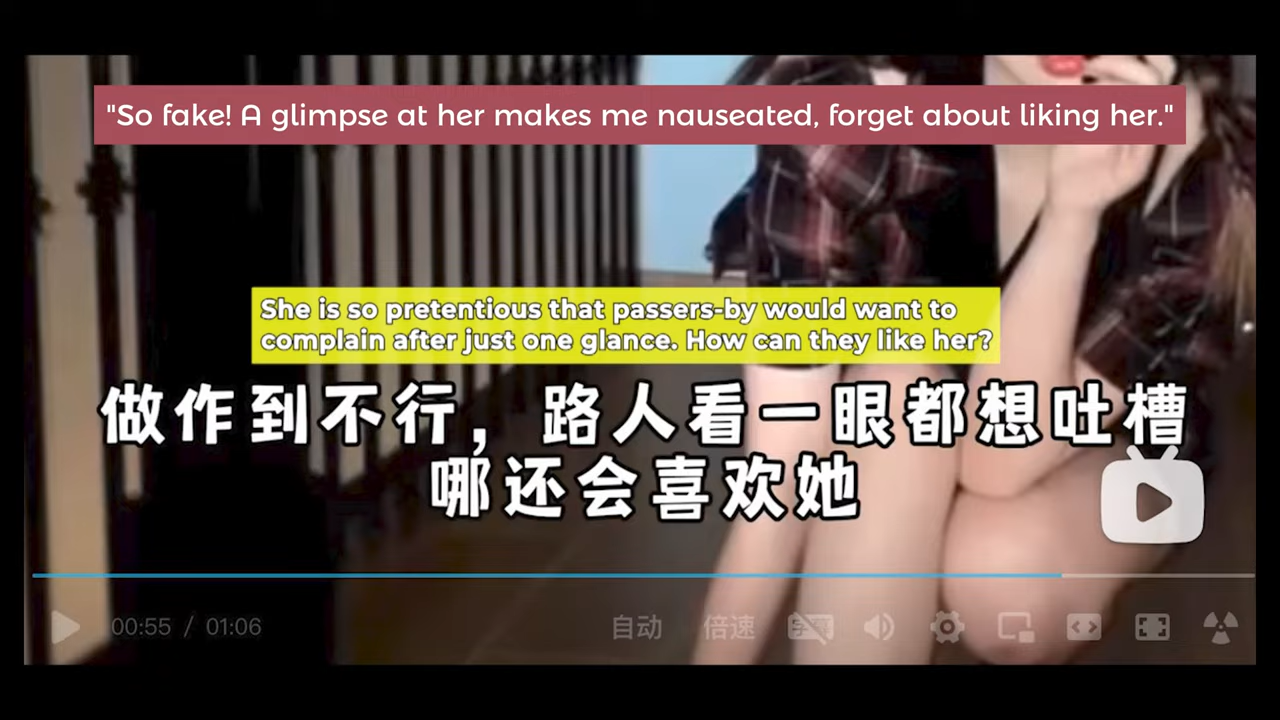 "So fake! A glimpse at her makes me nauseated, forget about liking her."
She is so pretentious that passers-by would want to
complain after just one glance. How can they like her?
做作到不行，路人看一眼都想吐槽
哪还会喜欢她
00:55 / 01:06
自动 倍速 字幕